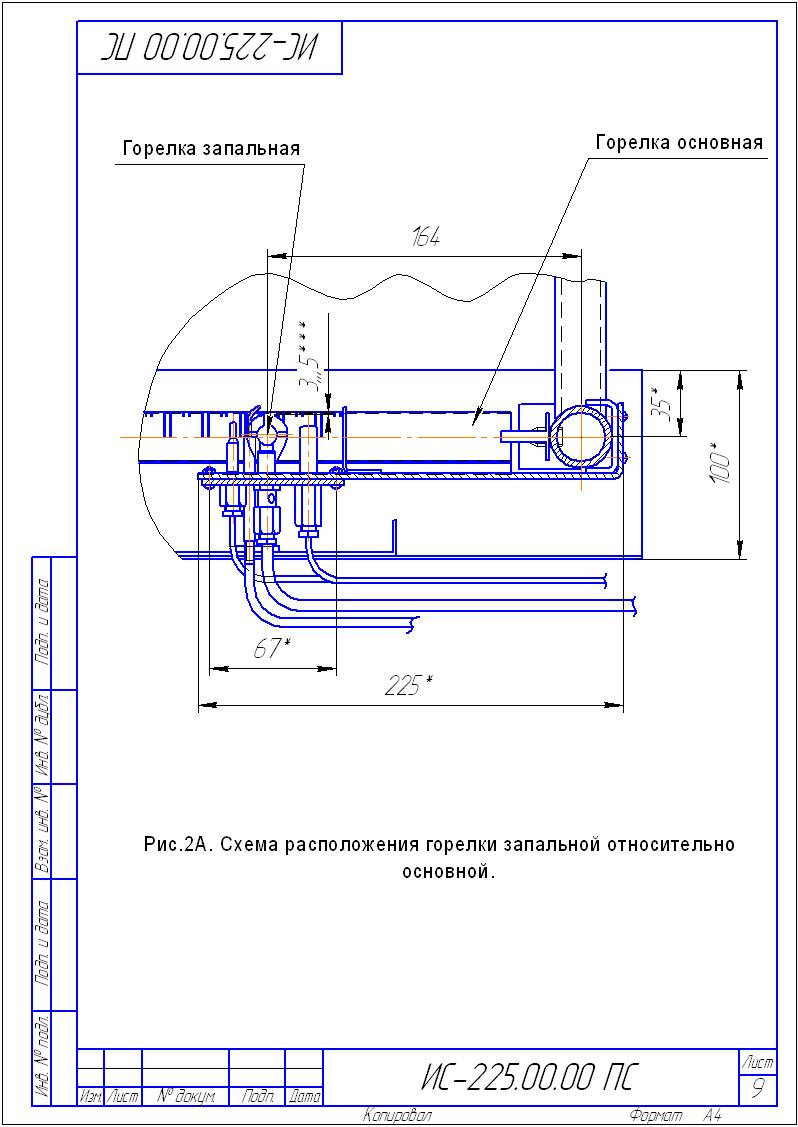 ИС-225.00.00 ПС
Горелка запальная
Горелка основная
164
3...5***
35*
100*
67*
225*
Рис.2А. Схема расположения горелки запальной относительно
основной.
Подп. и дата
Инв. № дубл.
Взам. инв. №
Подп. и дата
Инв. № подл.
Изм. Лист № докум. Подп. Дата
ИС-225.00.00 ПС
Лист
9
Копировал Формат А4